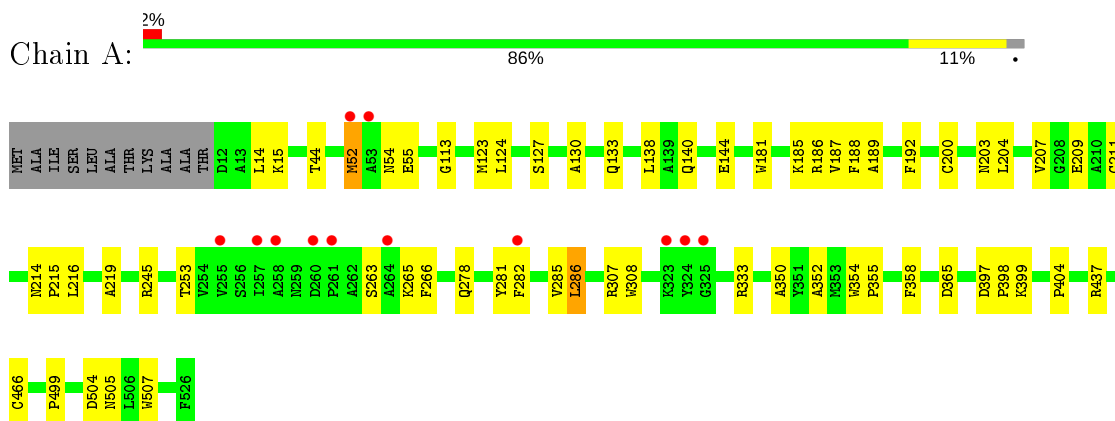 2%
Chain A:
86% 11% •
MET ALA ILE SER LEU ALA THR LYS ALA ALA THR D12 A13 L14 K15 T44 M52 A53 N54 E55 G113 M123 L124 S127 A130 Q133 L138 A139 Q140 E144 W181 K185 R186 V187 F188 A189 F192 C200 N203 L204 V207 G208 E209 A210 G211
N214 P215 L216 A219 R245 T253 V254 V255 S256 I257 A258 N259 D260 P261 A262 S263 A264 K265 F266 Q278 Y281 F282 V285 L286 R307 W308 K323 Y324 G325 R333 A350 Y351 A352 M353 W354 P355 F358 D365 D397 P398 K399 P404 R437
C466 P499 D504 N505 L506 W507 F526